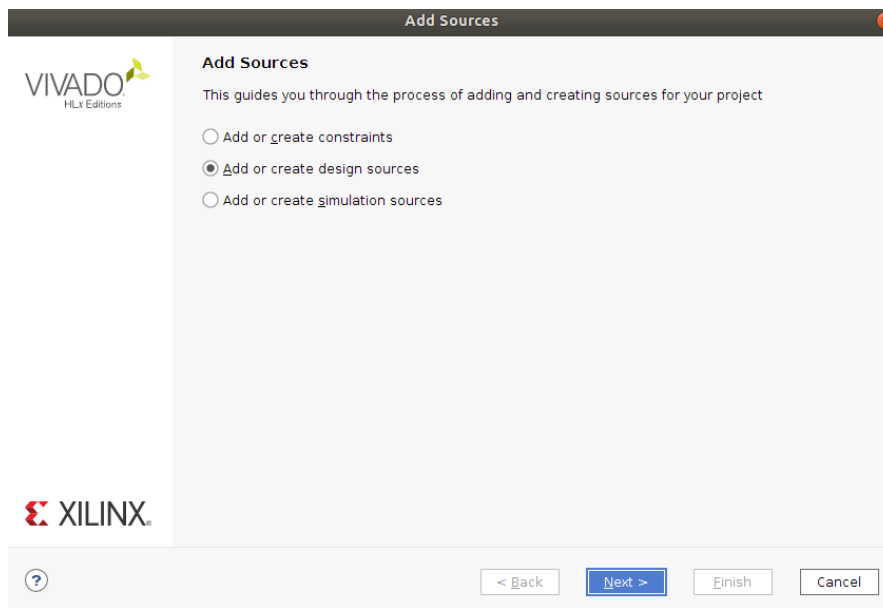 Add Sources
VIVADO
HLx Editions
Add Sources
This guides you through the process of adding and creating sources for your project
Add or create constraints
Add or create design sources
Add or create simulation sources
XILINX®
?
< Back
Next >
Finish
Cancel